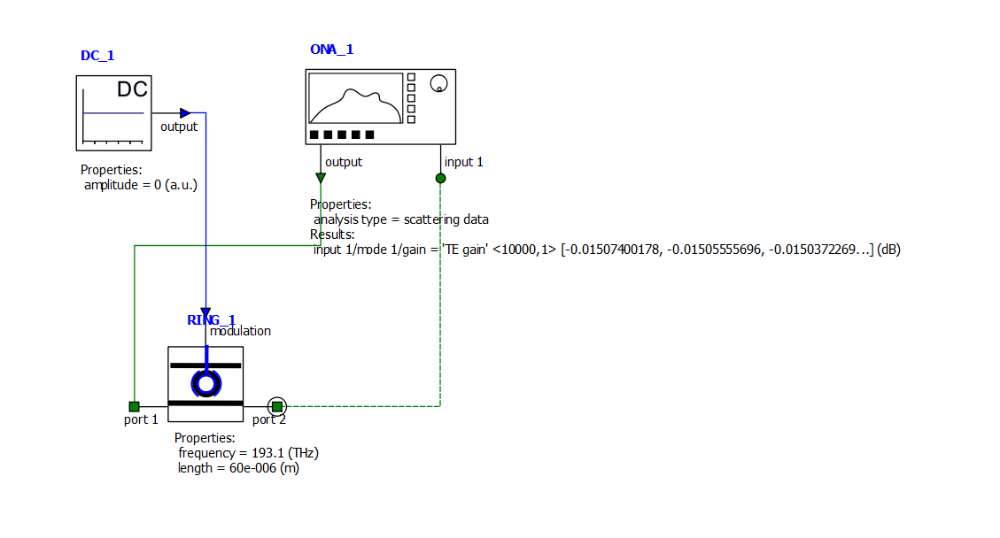 DC_1
DC
output
Properties:
amplitude = 0 (a.u.)
ONA_1
output
input 1
Properties:
analysis type = scattering data
Results:
input 1/mode 1/gain = 'TE gain' <10000,1> [-0.01507400178, -0.01505555696, -0.0150372269...] (dB)
RING_1
modulation
port 1
port 2
Properties:
frequency = 193.1 (THz)
length = 60e-006 (m)